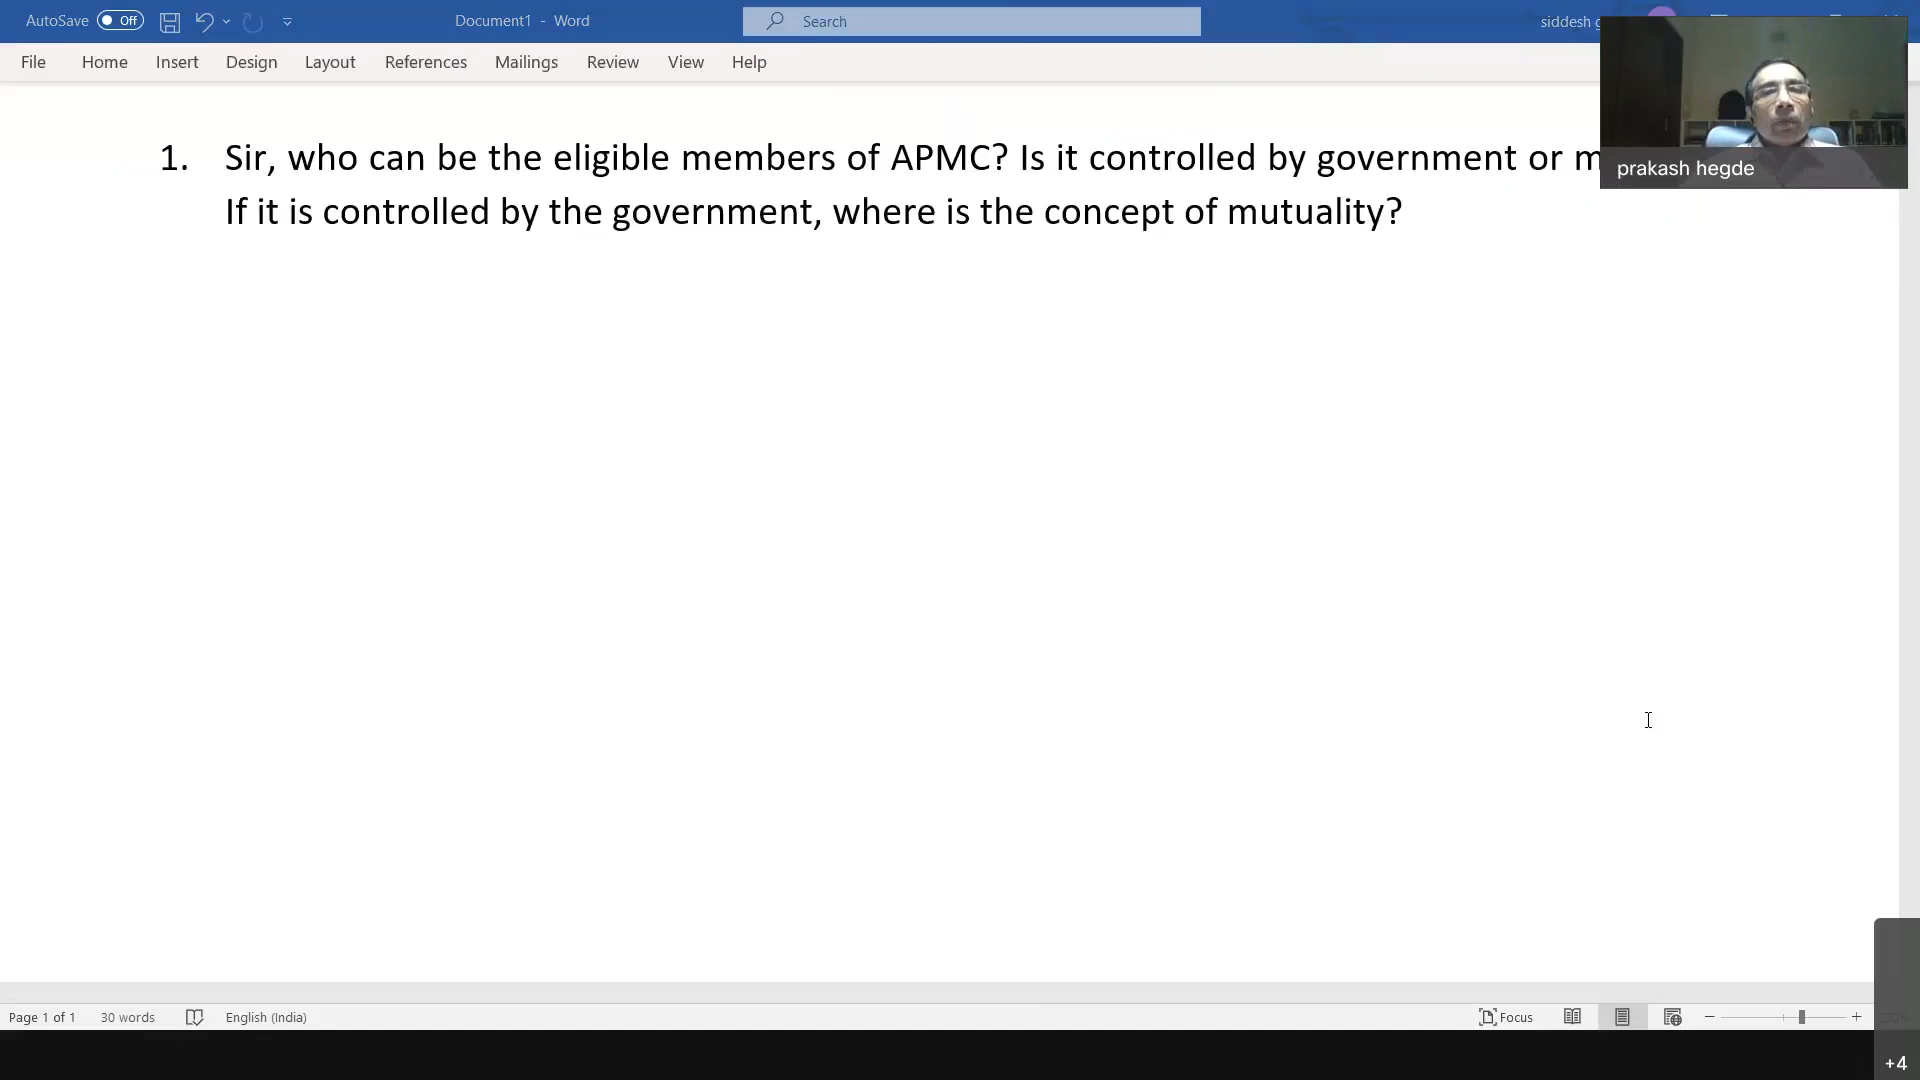 AutoSave Off Document1 - Word Search siddesh
File Home Insert Design Layout References Mailings Review View Help
prakash hegde
1. Sir, who can be the eligible members of APMC? Is it controlled by government or
If it is controlled by the government, where is the concept of mutuality?
Page 1 of 1 30 words English (India) Focus
+4